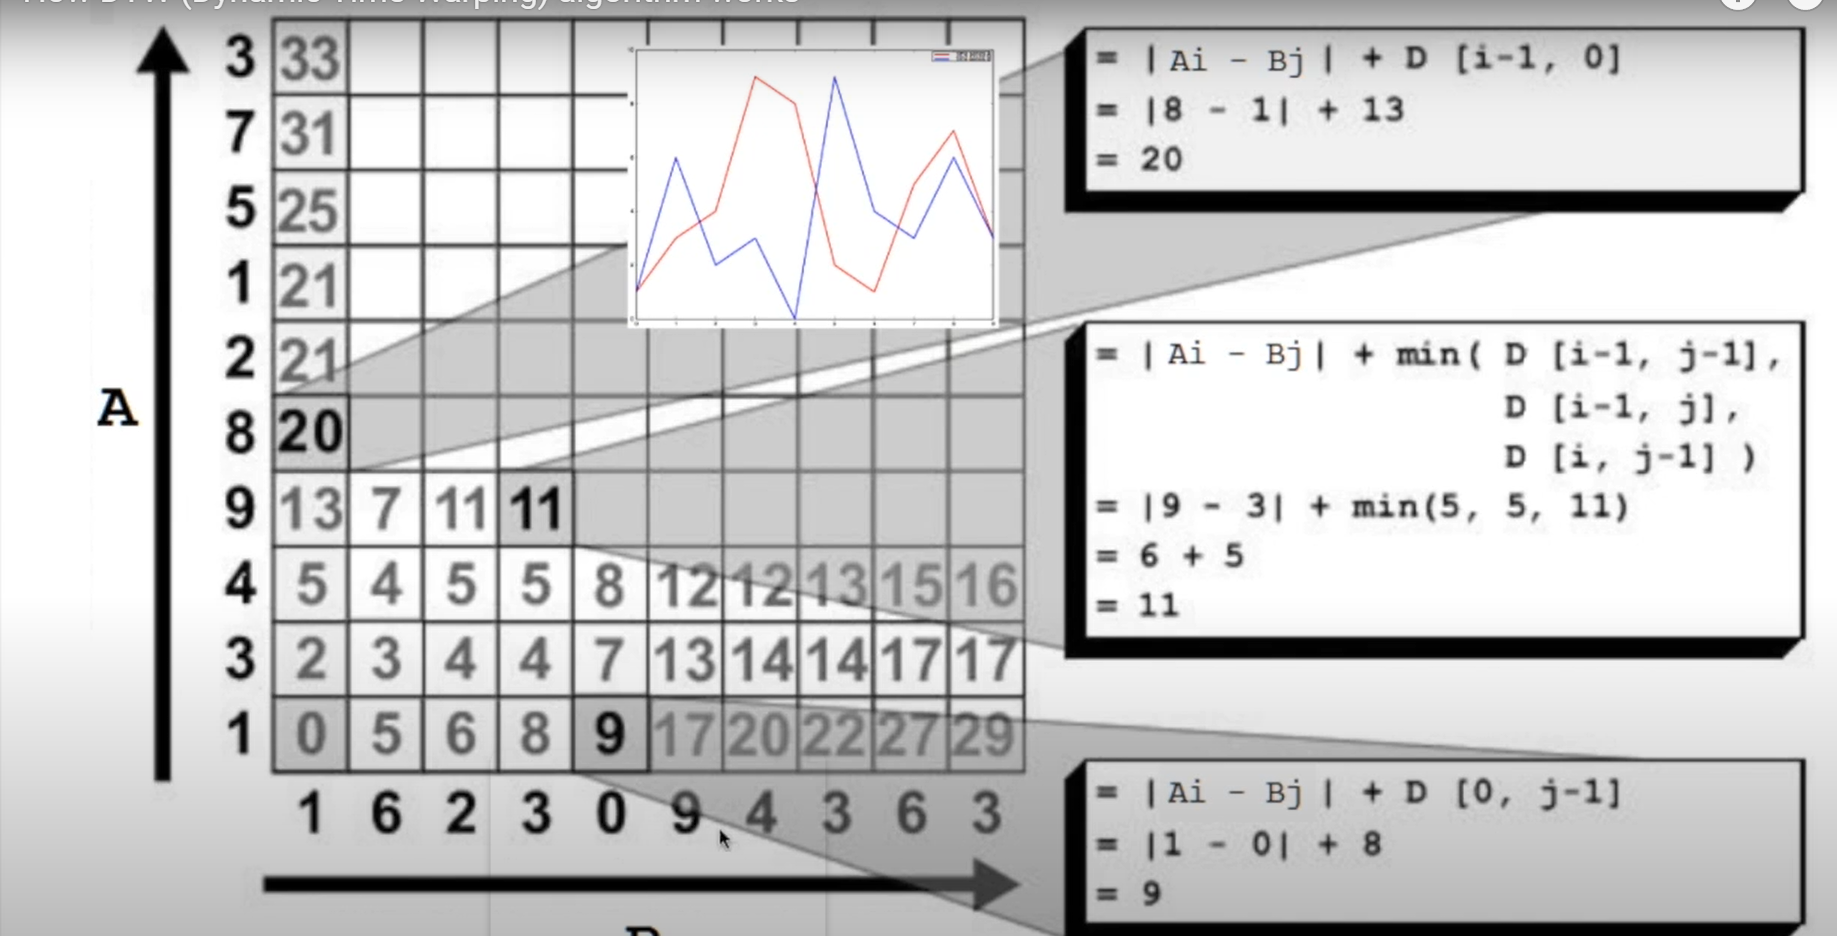 3 33
= | Ai - Bj | + D [i-1, 0]
= |8 - 1| + 13
= 20
7 31
5 25
1 21
2 21
A
8 20
= | Ai - Bj | + min( D [i-1, j-1],
D [i-1, j],
D [i, j-1] )
= |9 - 3| + min(5, 5, 11)
= 6 + 5
= 11
9 13 7 11 11
4 5 4 5 5 8 12 12 13 15 16
3 2 3 4 4 7 13 14 14 17 17
1 0 5 6 8 9 17 20 22 27 29
1 6 2 3 0 9 4 3 6 3
= | Ai - Bj | + D [0, j-1]
= |1 - 0| + 8
= 9